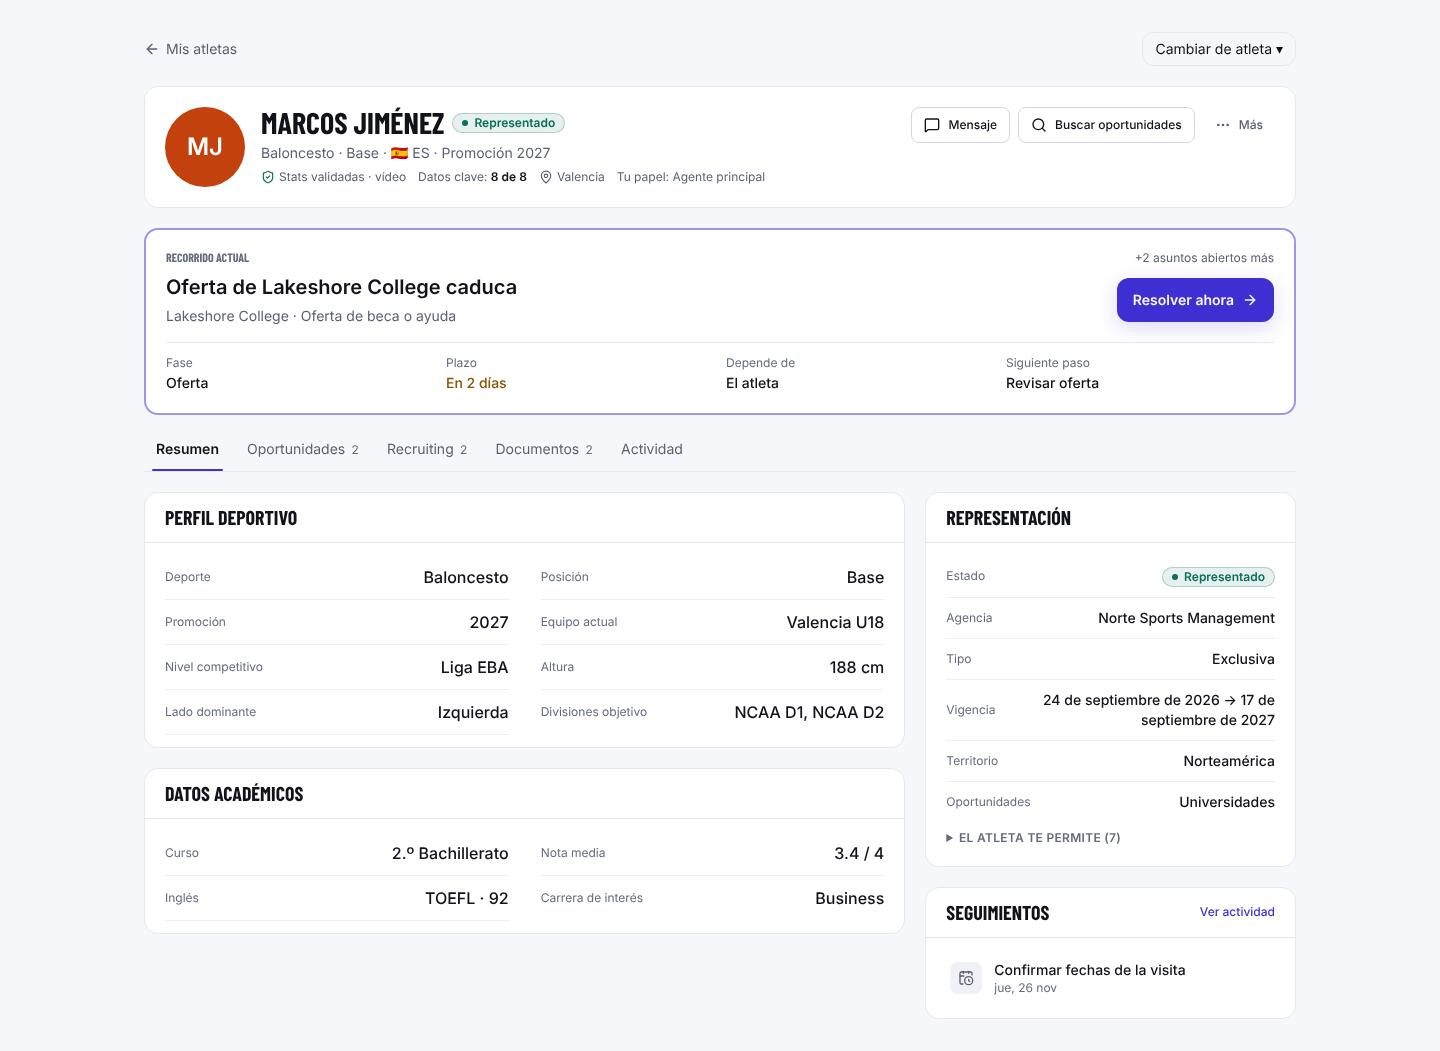 ← Mis atletas
Cambiar de atleta ▾
MJ
MARCOS JIMÉNEZ
Representado
Mensaje
Buscar oportunidades
··· Más
Baloncesto · Base · 🇪🇸 ES · Promoción 2027
Stats validadas · vídeo Datos clave: 8 de 8 Valencia Tu papel: Agente principal
RECORRIDO ACTUAL
+2 asuntos abiertos más
Oferta de Lakeshore College caduca
Resolver ahora →
Lakeshore College · Oferta de beca o ayuda
Fase
Oferta
Plazo
En 2 días
Depende de
El atleta
Siguiente paso
Revisar oferta
Resumen
Oportunidades 2
Recruiting 2
Documentos 2
Actividad
PERFIL DEPORTIVO
Deporte Baloncesto
Posición Base
Promoción 2027
Equipo actual Valencia U18
Nivel competitivo Liga EBA
Altura 188 cm
Lado dominante Izquierda
Divisiones objetivo NCAA D1, NCAA D2
DATOS ACADÉMICOS
Curso 2.º Bachillerato
Nota media 3.4 / 4
Inglés TOEFL · 92
Carrera de interés Business
REPRESENTACIÓN
Estado Representado
Agencia Norte Sports Management
Tipo Exclusiva
Vigencia 24 de septiembre de 2026 → 17 de
septiembre de 2027
Territorio Norteamérica
Oportunidades Universidades
▶ EL ATLETA TE PERMITE (7)
SEGUIMIENTOS
Ver actividad
Confirmar fechas de la visita
jue, 26 nov